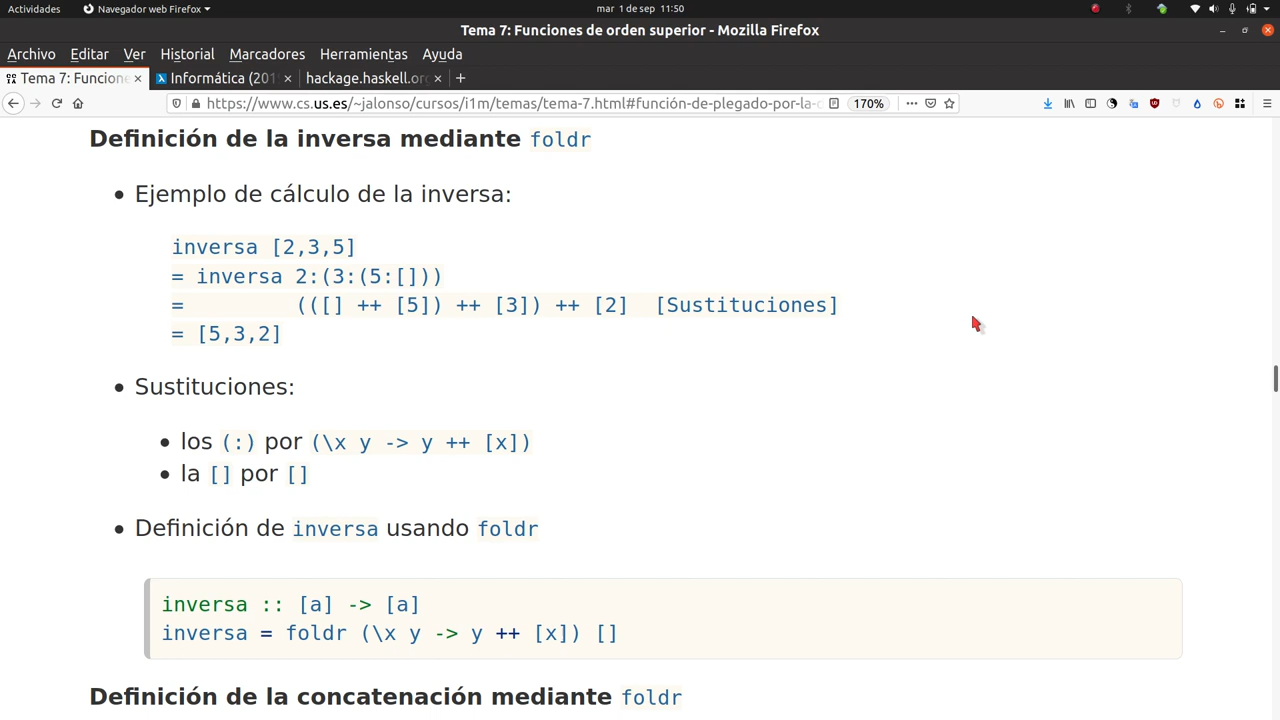 Actividades Navegador web Firefox mar 1 de sep 11:50
Tema 7: Funciones de orden superior - Mozilla Firefox
Archivo Editar Ver Historial Marcadores Herramientas Ayuda
Tema 7: Funcione Informática (201 hackage.haskell.or
https://www.cs.us.es/~jalonso/cursos/i1m/temas/tema-7.html#función-de-plegado-por-la- 170%
Definición de la inversa mediante foldr
• Ejemplo de cálculo de la inversa:
inversa [2,3,5]
= inversa 2:(3:(5:[]))
= (([] ++ [5]) ++ [3]) ++ [2] [Sustituciones]
= [5,3,2]
• Sustituciones:
• los (:) por (\x y -> y ++ [x])
• la [] por []
• Definición de inversa usando foldr
inversa :: [a] -> [a]
inversa = foldr (\x y -> y ++ [x]) []
Definición de la concatenación mediante foldr